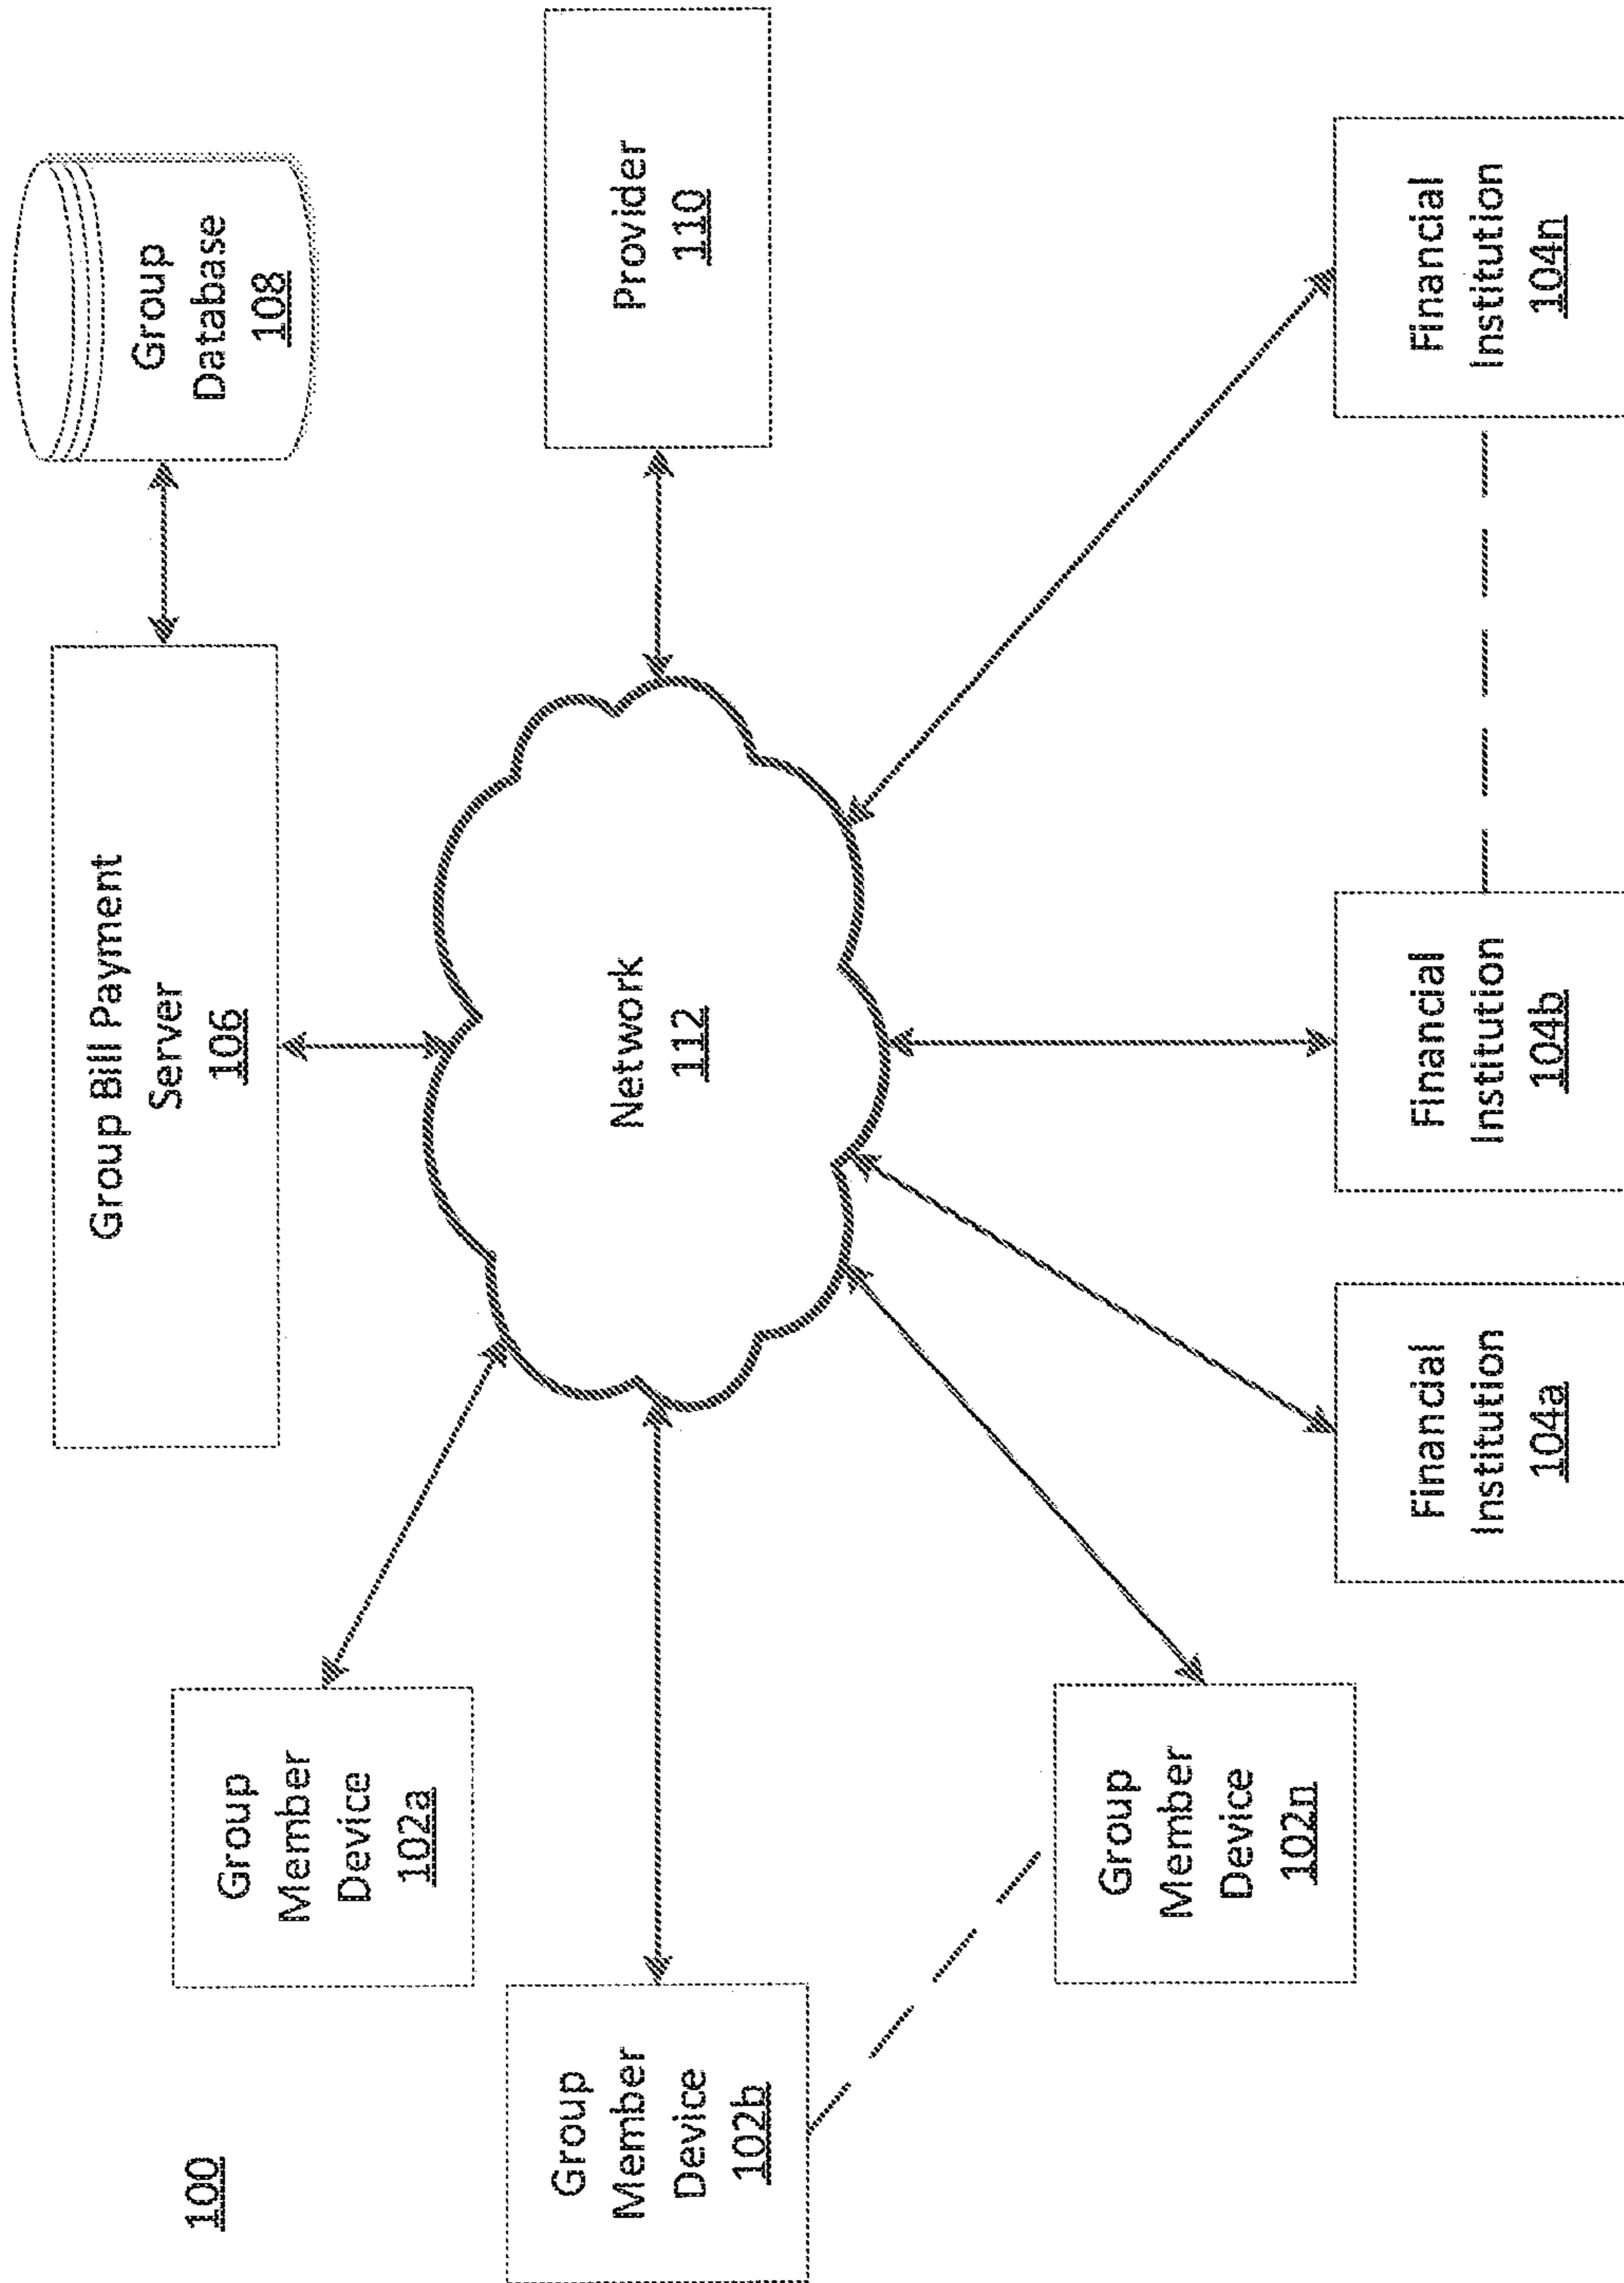 100
Group Bill Payment
Server
106
Group
Database
108
Group
Member
Device
102a
Group
Member
Device
102b
Network
112
Provider
110
Group
Member
Device
102n
Financial
Institution
104a
Financial
Institution
104b
Financial
Institution
104n